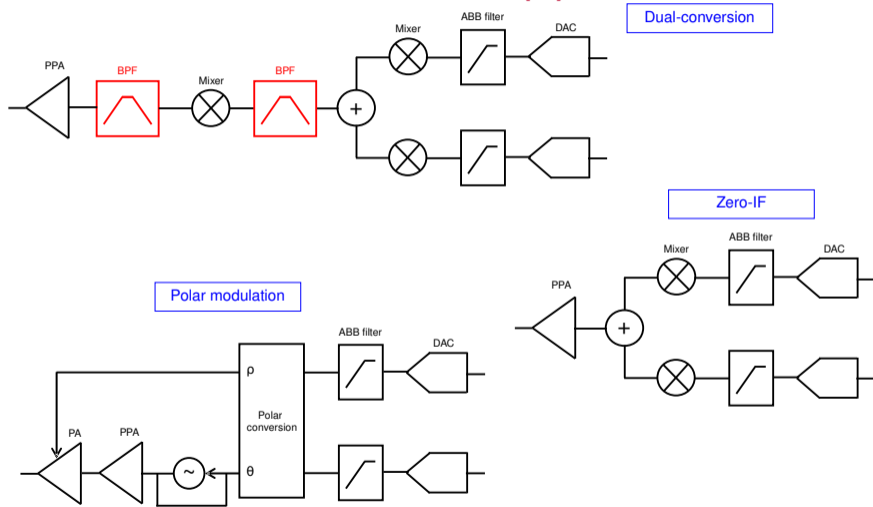 Dual-conversion
ABB filter
DAC
Mixer
PPA
BPF
Mixer
BPF
+
Zero-IF
ABB filter
DAC
Mixer
PPA
+
Polar modulation
ABB filter
DAC
ρ
Polar
conversion
PA
PPA
~
θ